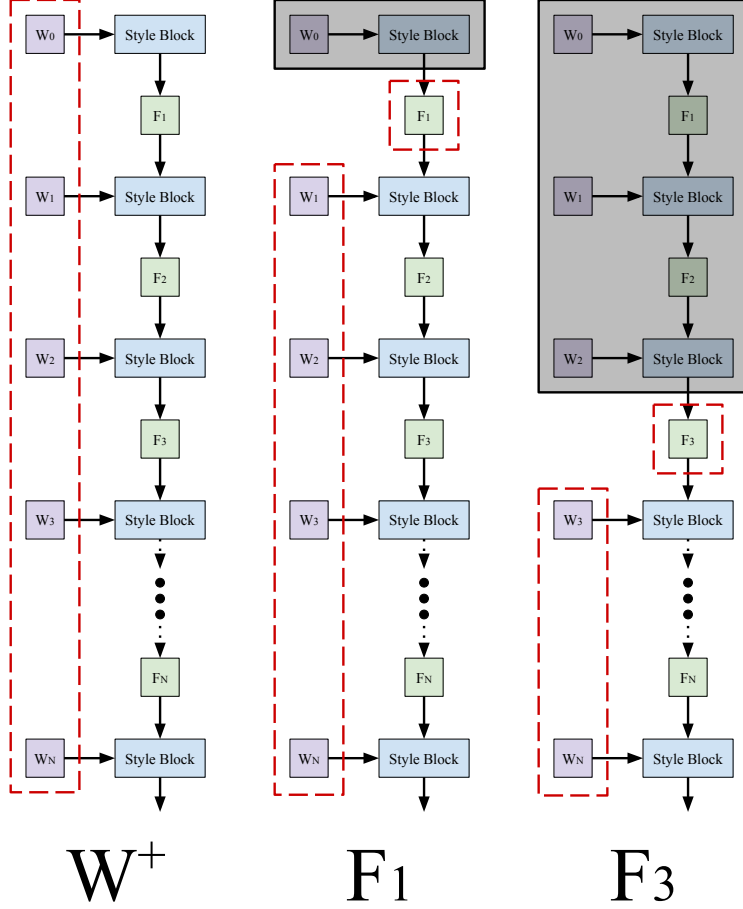 W0 Style Block
F1
W1 Style Block
F2
W2 Style Block
F3
W3 Style Block
FN
WN Style Block
W+
W0 Style Block
F1
W1 Style Block
F2
W2 Style Block
F3
W3 Style Block
FN
WN Style Block
F1
W0 Style Block
F1
W1 Style Block
F2
W2 Style Block
F3
W3 Style Block
FN
WN Style Block
F3